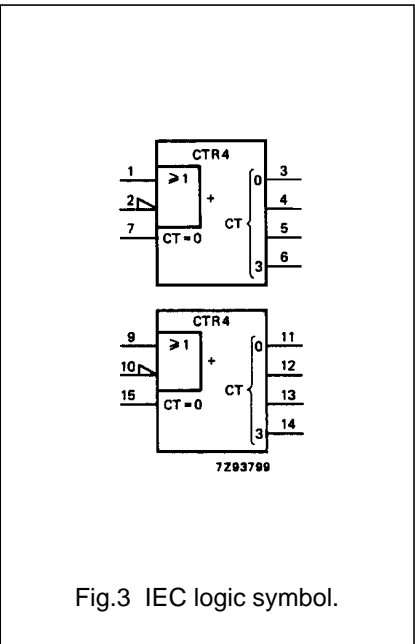 CTR4
1 ≥1 0 3
2 + 4
CT 5
7 CT=0 3 6
CTR4
9 ≥1 0 11
10 + 12
CT 13
15 CT=0 3 14
7Z93799
Fig.3 IEC logic symbol.